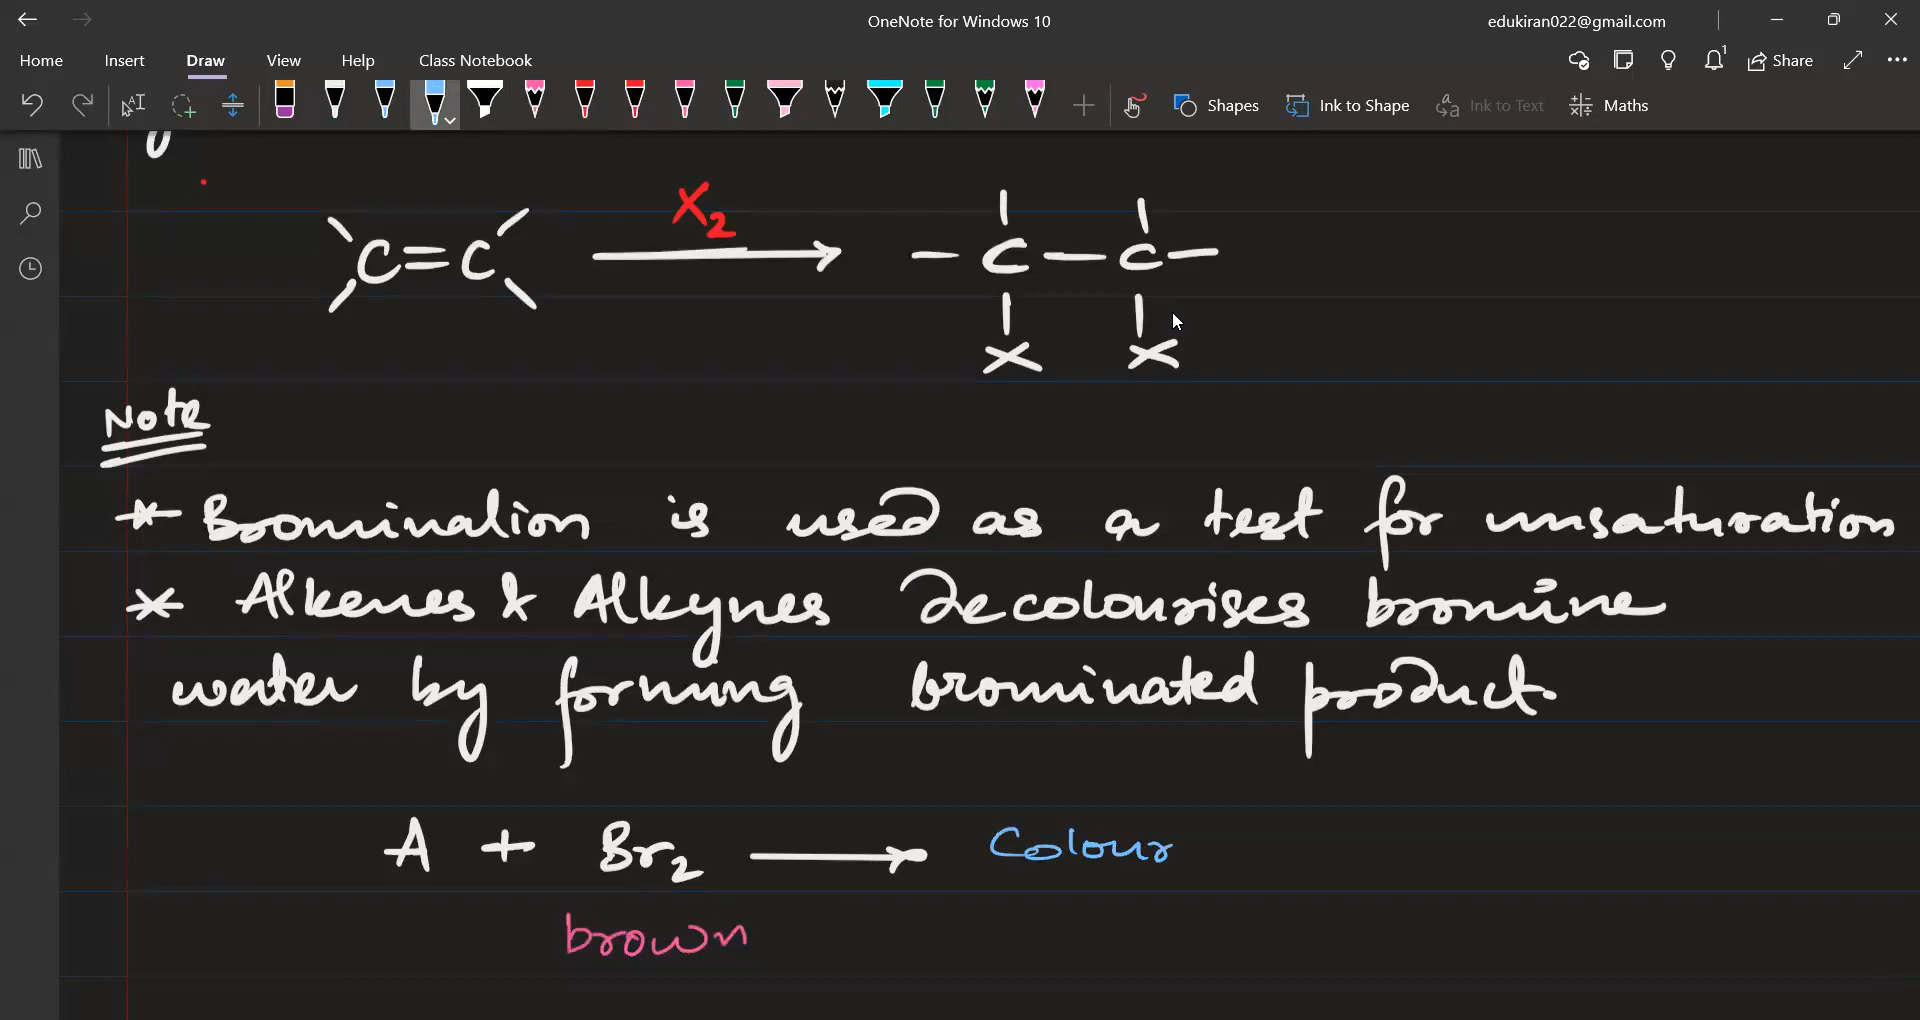 OneNote for Windows 10
edukiran022@gmail.com
Home Insert Draw View Help Class Notebook
1 Share
Shapes Ink to Shape Ink to Text Maths
X2
C=C → -C-C-
X X
Note
* Bromination is used as a test for unsaturation
* Alkenes & Alkynes decolourises bromine
water by forming brominated product
A + Br2 → Colour
brown